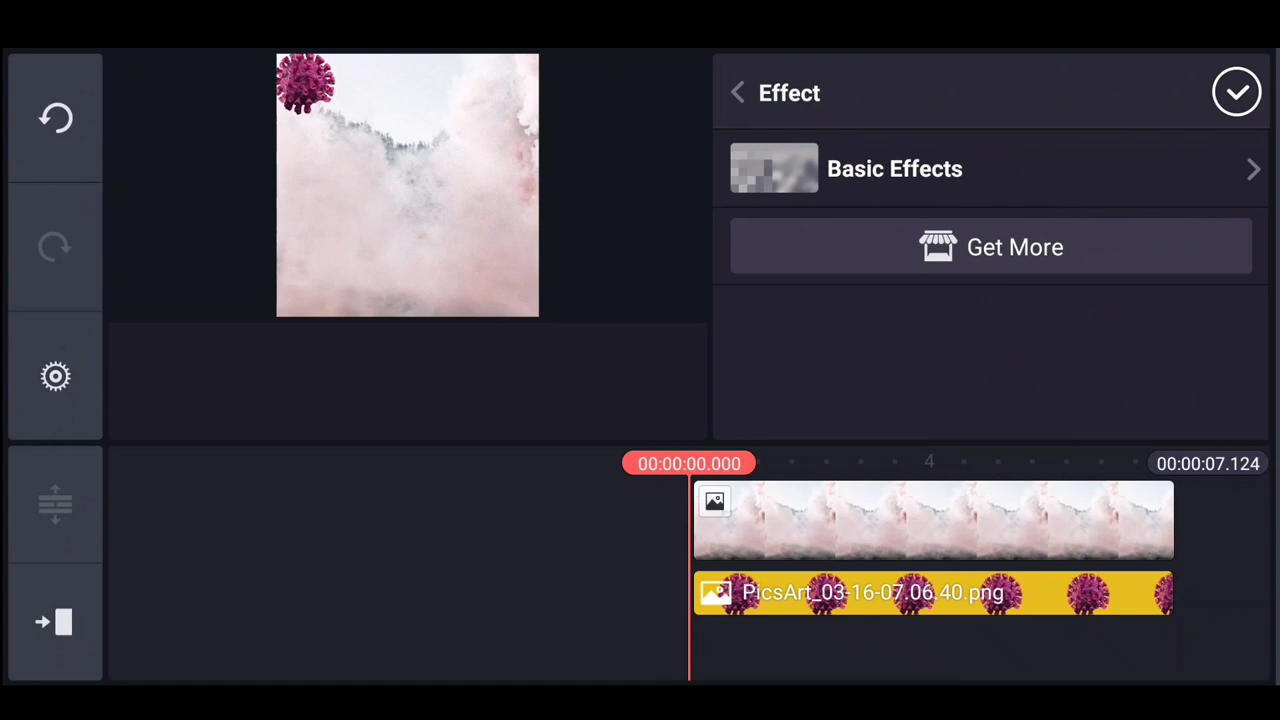 Effect
Basic Effects
Get More
00:00:00.000
4
00:00:07.124
PicsArt_03-16-07.06.40.png